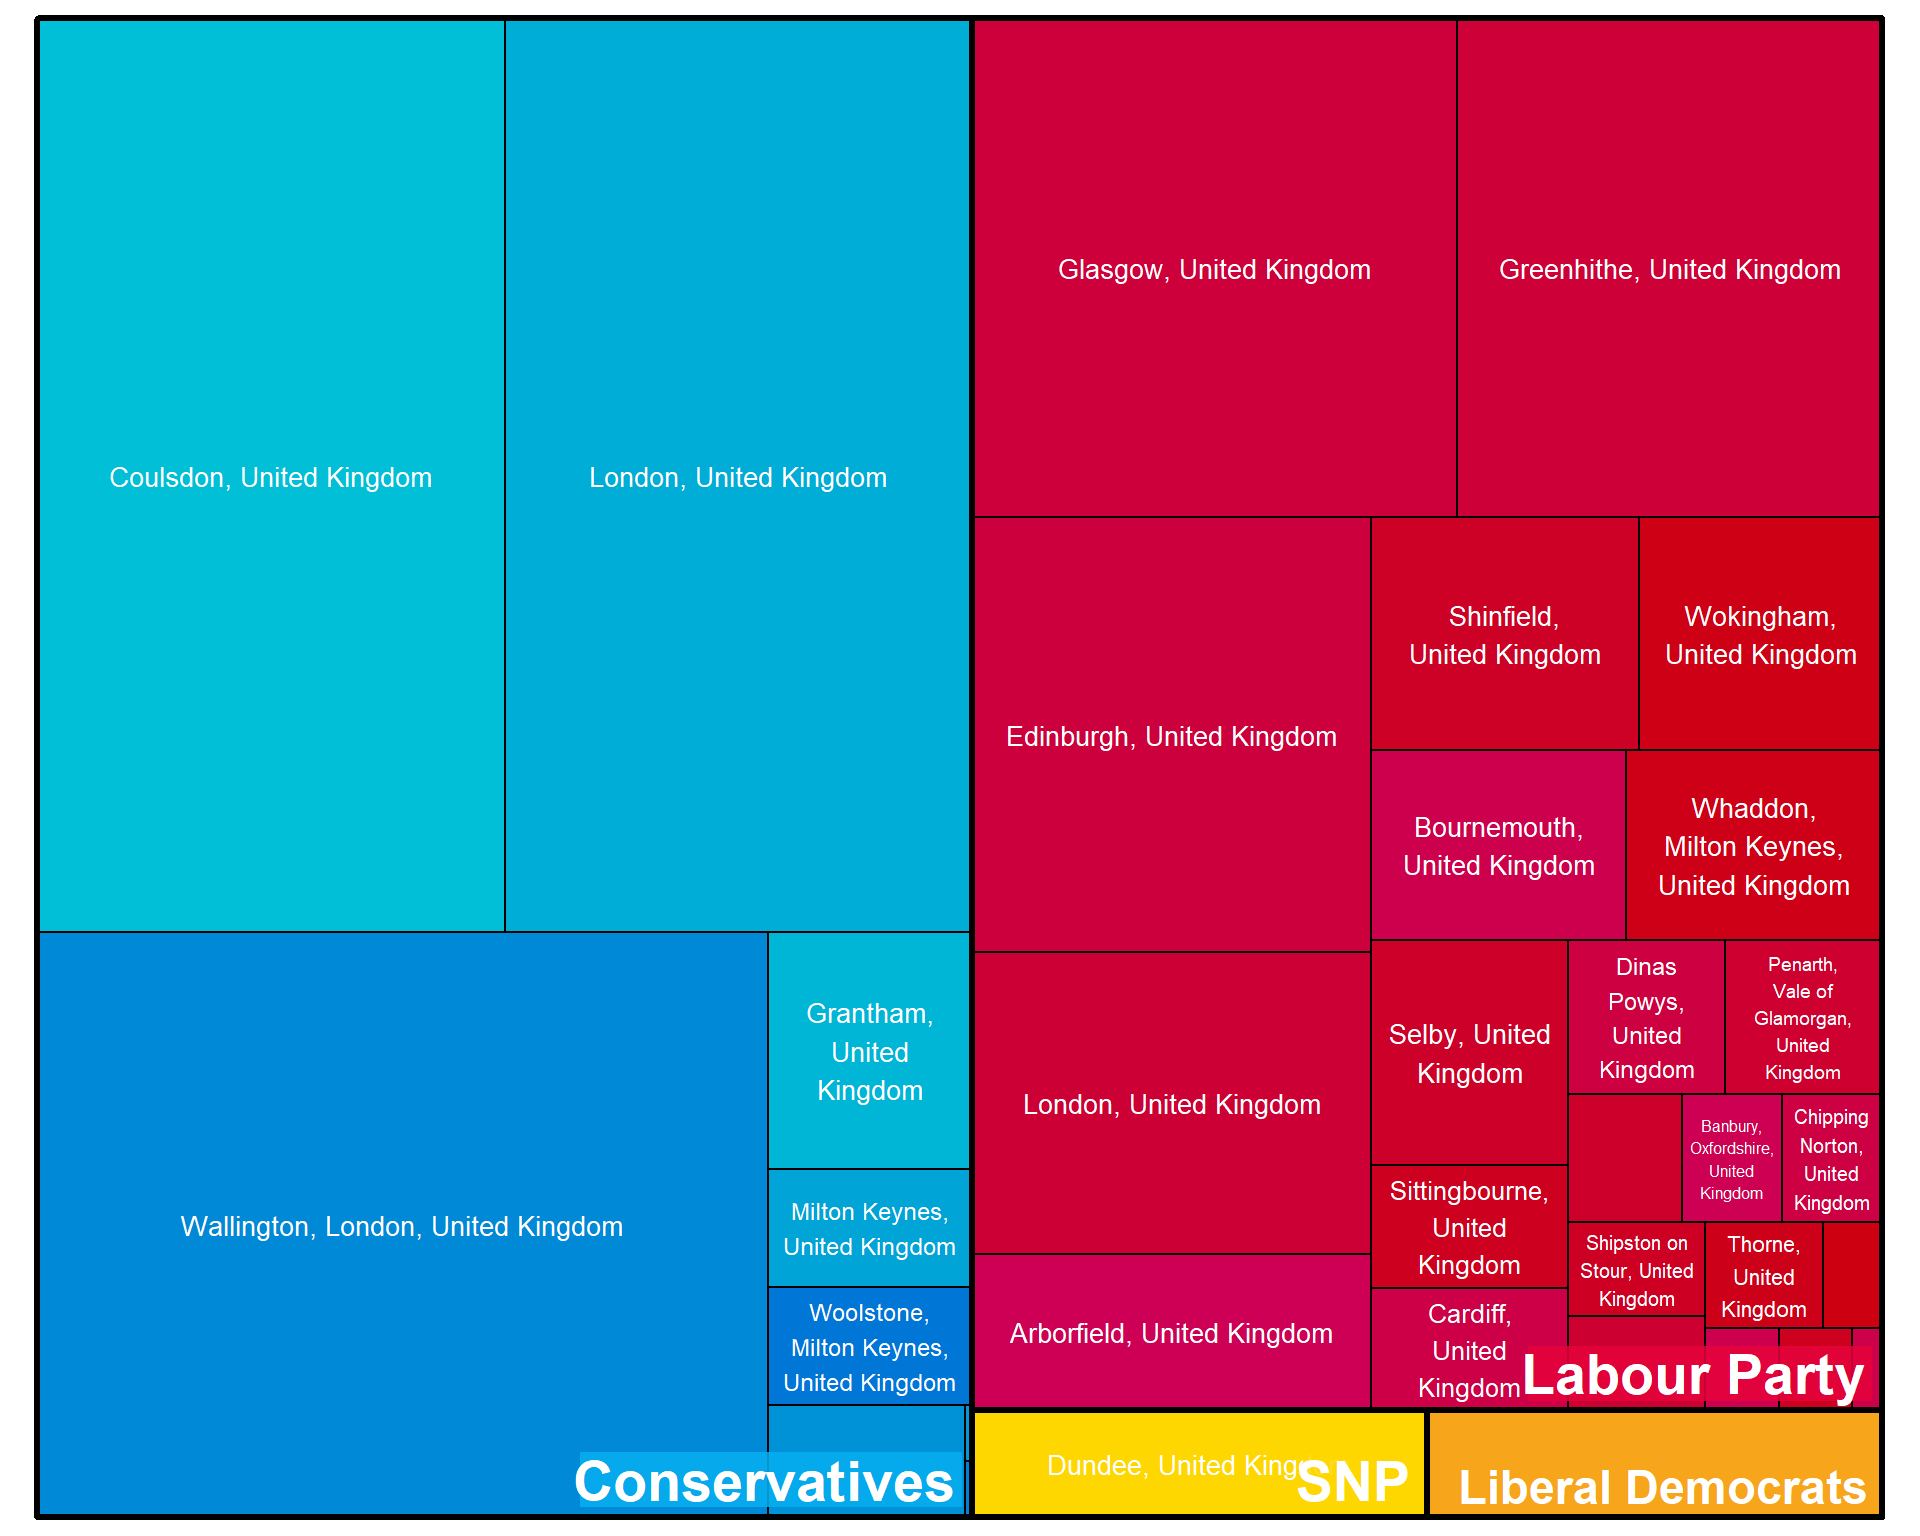 Coulsdon, United Kingdom
London, United Kingdom
Wallington, London, United Kingdom
Grantham,
United
Kingdom
Milton Keynes,
United Kingdom
Woolstone,
Milton Keynes,
United Kingdom
Conservatives
Glasgow, United Kingdom
Greenhithe, United Kingdom
Edinburgh, United Kingdom
Shinfield,
United Kingdom
Wokingham,
United Kingdom
Bournemouth,
United Kingdom
Whaddon,
Milton Keynes,
United Kingdom
London, United Kingdom
Arborfield, United Kingdom
Selby, United
Kingdom
Dinas
Powys,
United
Kingdom
Penarth,
Vale of
Glamorgan,
United
Kingdom
Banbury,
Oxfordshire,
United
Kingdom
Chipping
Norton,
United
Kingdom
Sittingbourne,
United
Kingdom
Shipston on
Stour, United
Kingdom
Thorne,
United
Kingdom
Cardiff,
United
Kingdom
Labour Party
Dundee, United
SNP
Liberal Democrats